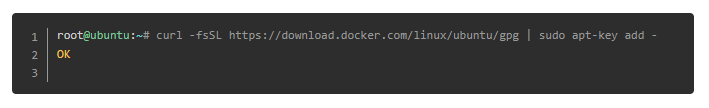 1 root@ubuntu:~# curl -fsSL https://download.docker.com/linux/ubuntu/gpg | sudo apt-key add -
2 OK
3